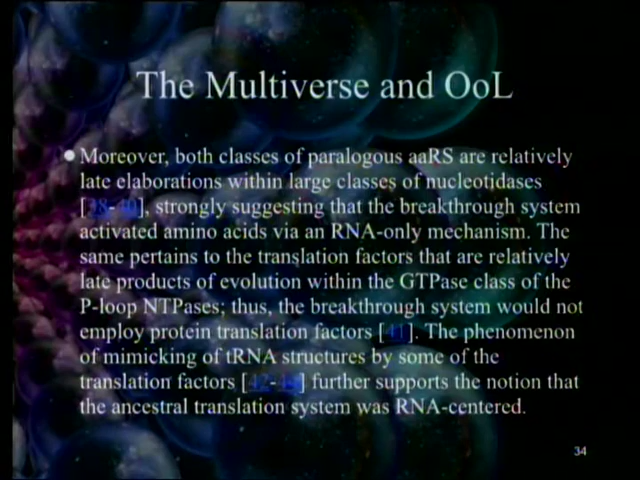 The Multiverse and OoL
• Moreover, both classes of paralogous aaRS are relatively
late elaborations within large classes of nucleotidases
[38-40], strongly suggesting that the breakthrough system
activated amino acids via an RNA-only mechanism. The
same pertains to the translation factors that are relatively
late products of evolution within the GTPase class of the
P-loop NTPases; thus, the breakthrough system would not
employ protein translation factors [41]. The phenomenon
of mimicking of tRNA structures by some of the
translation factors [42-] further supports the notion that
the ancestral translation system was RNA-centered.
34